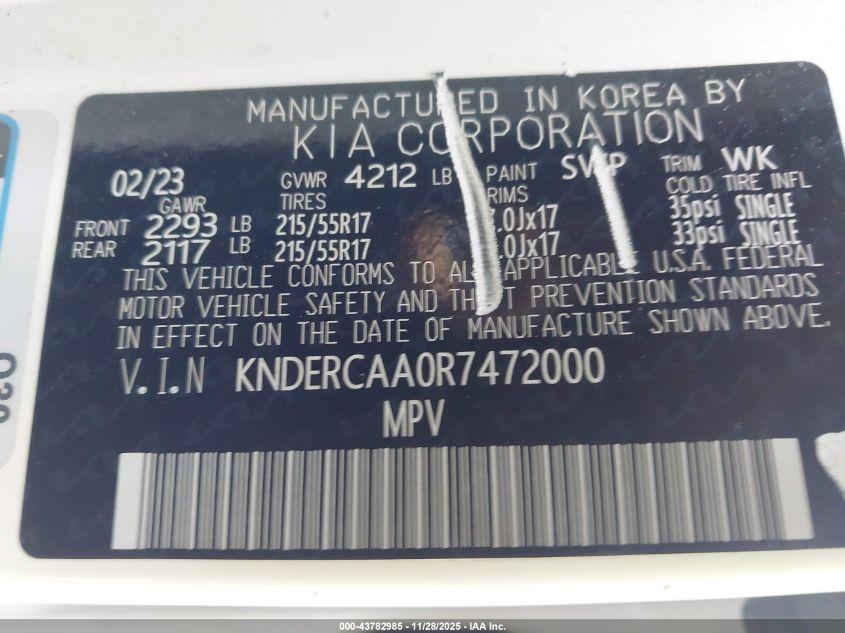 MANUFACTURED IN KOREA BY
KIA CORPORATION
02/23 GVWR 4212 LB PAINT TRIM WK
GAWR TIRES RIMS COLD TIRE INFL
FRONT 2293 LB 215/55R17 .0Jx17 35psi SINGLE
REAR 2117 LB 215/55R17 .0Jx17 33psi SINGLE
THIS VEHICLE CONFORMS TO ALL APPLICABLE U.S.A. FEDERAL
MOTOR VEHICLE SAFETY AND THEFT PREVENTION STANDARDS
IN EFFECT ON THE DATE OF MANUFACTURE SHOWN ABOVE.
V.I.N KNDERCAA0R7472000
MPV
000-43782985 - 11/28/2025 - IAA Inc.